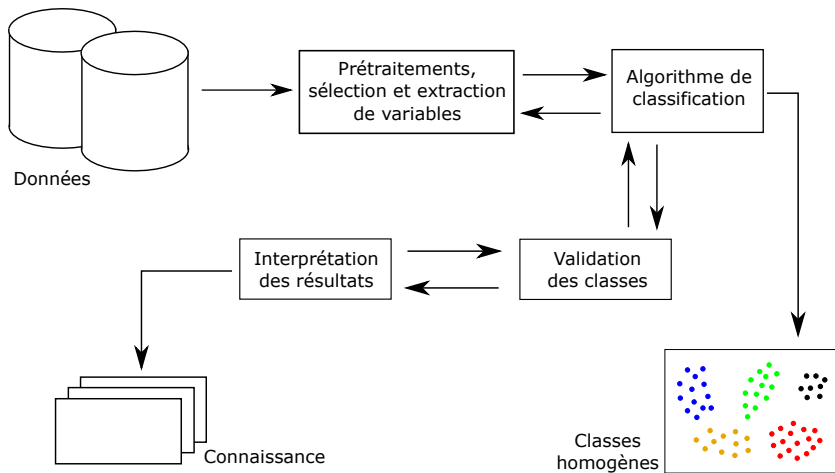 Prétraitements,
sélection et extraction
de variables
Algorithme de
classification
Données
Interprétation
des résultats
Validation
des classes
Connaissance
Classes
homogènes